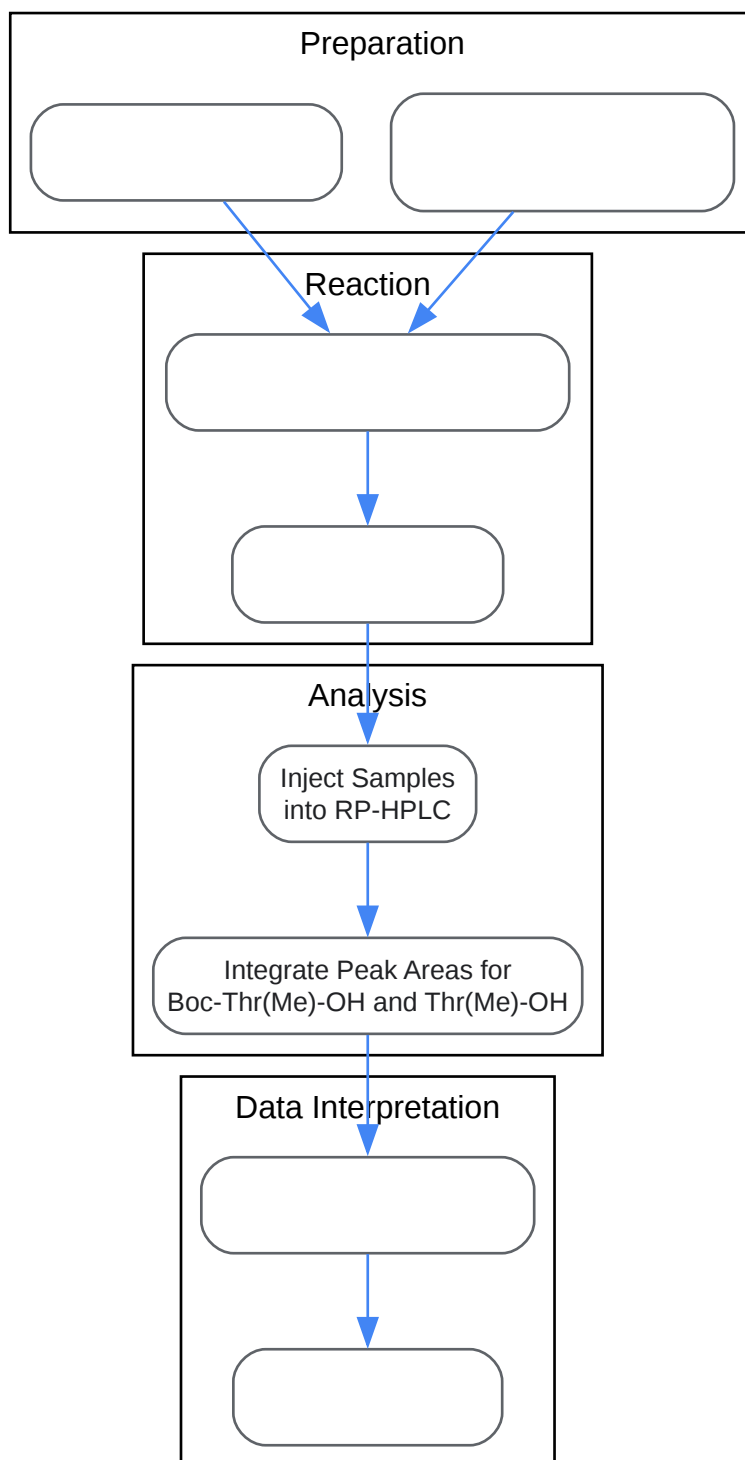 Preparation
Reaction
Analysis
Inject Samples
into RP-HPLC
Integrate Peak Areas for
Boc-Thr(Me)-OH and Thr(Me)-OH
Data Interpretation